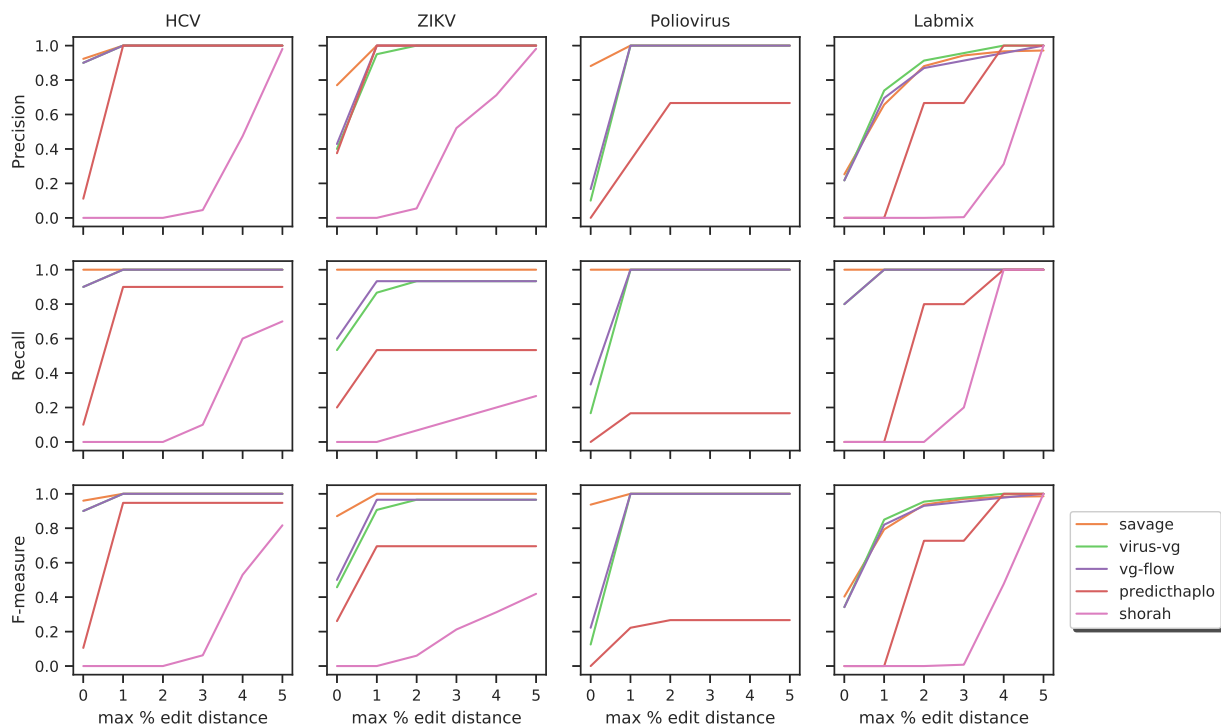 HCV ZIKV Poliovirus Labmix
1.0
0.8
0.6
0.4
0.2
0.0
Precision
1.0
0.8
0.6
0.4
0.2
0.0
Recall
1.0
0.8
0.6
0.4
0.2
0.0
F-measure
0 1 2 3 4 5 0 1 2 3 4 5 0 1 2 3 4 5 0 1 2 3 4 5
max % edit distance max % edit distance max % edit distance max % edit distance
savage
virus-vg
vg-flow
predicthaplo
shorah